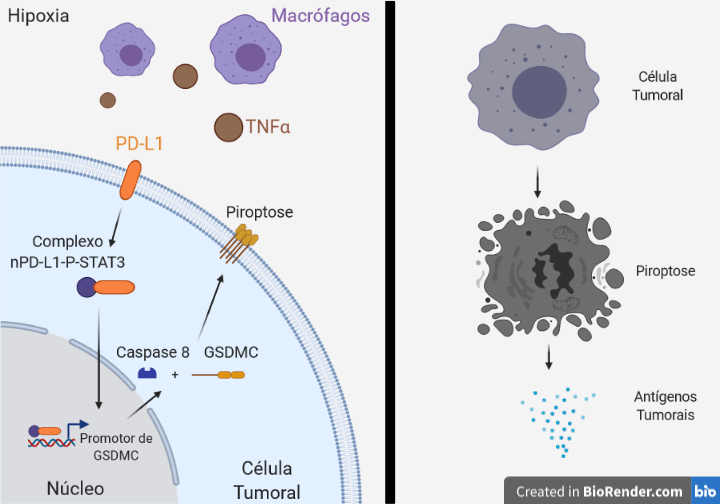 Hipoxia
Macrófagos
TNFα
PD-L1
Piroptose
Complexo
nPD-L1-P-STAT3
Caspase 8
GSDMC
+
Promotor de
GSDMC
Núcleo
Célula
Tumoral
Célula
Tumoral
Piroptose
Antígenos
Tumorais
Created in BioRender.com
bio